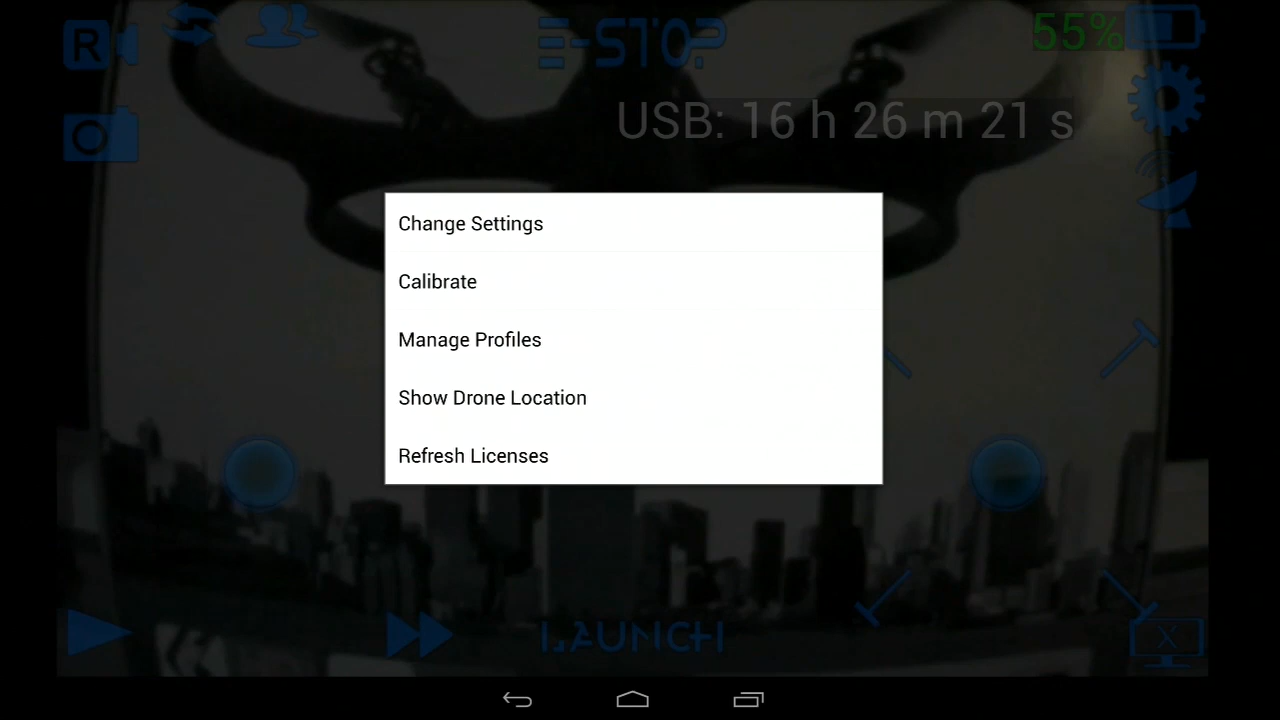 R
E-STOP
55%
USB: 16 h 26 m 21 s
Change Settings
Calibrate
Manage Profiles
Show Drone Location
Refresh Licenses
LAUNCH
X